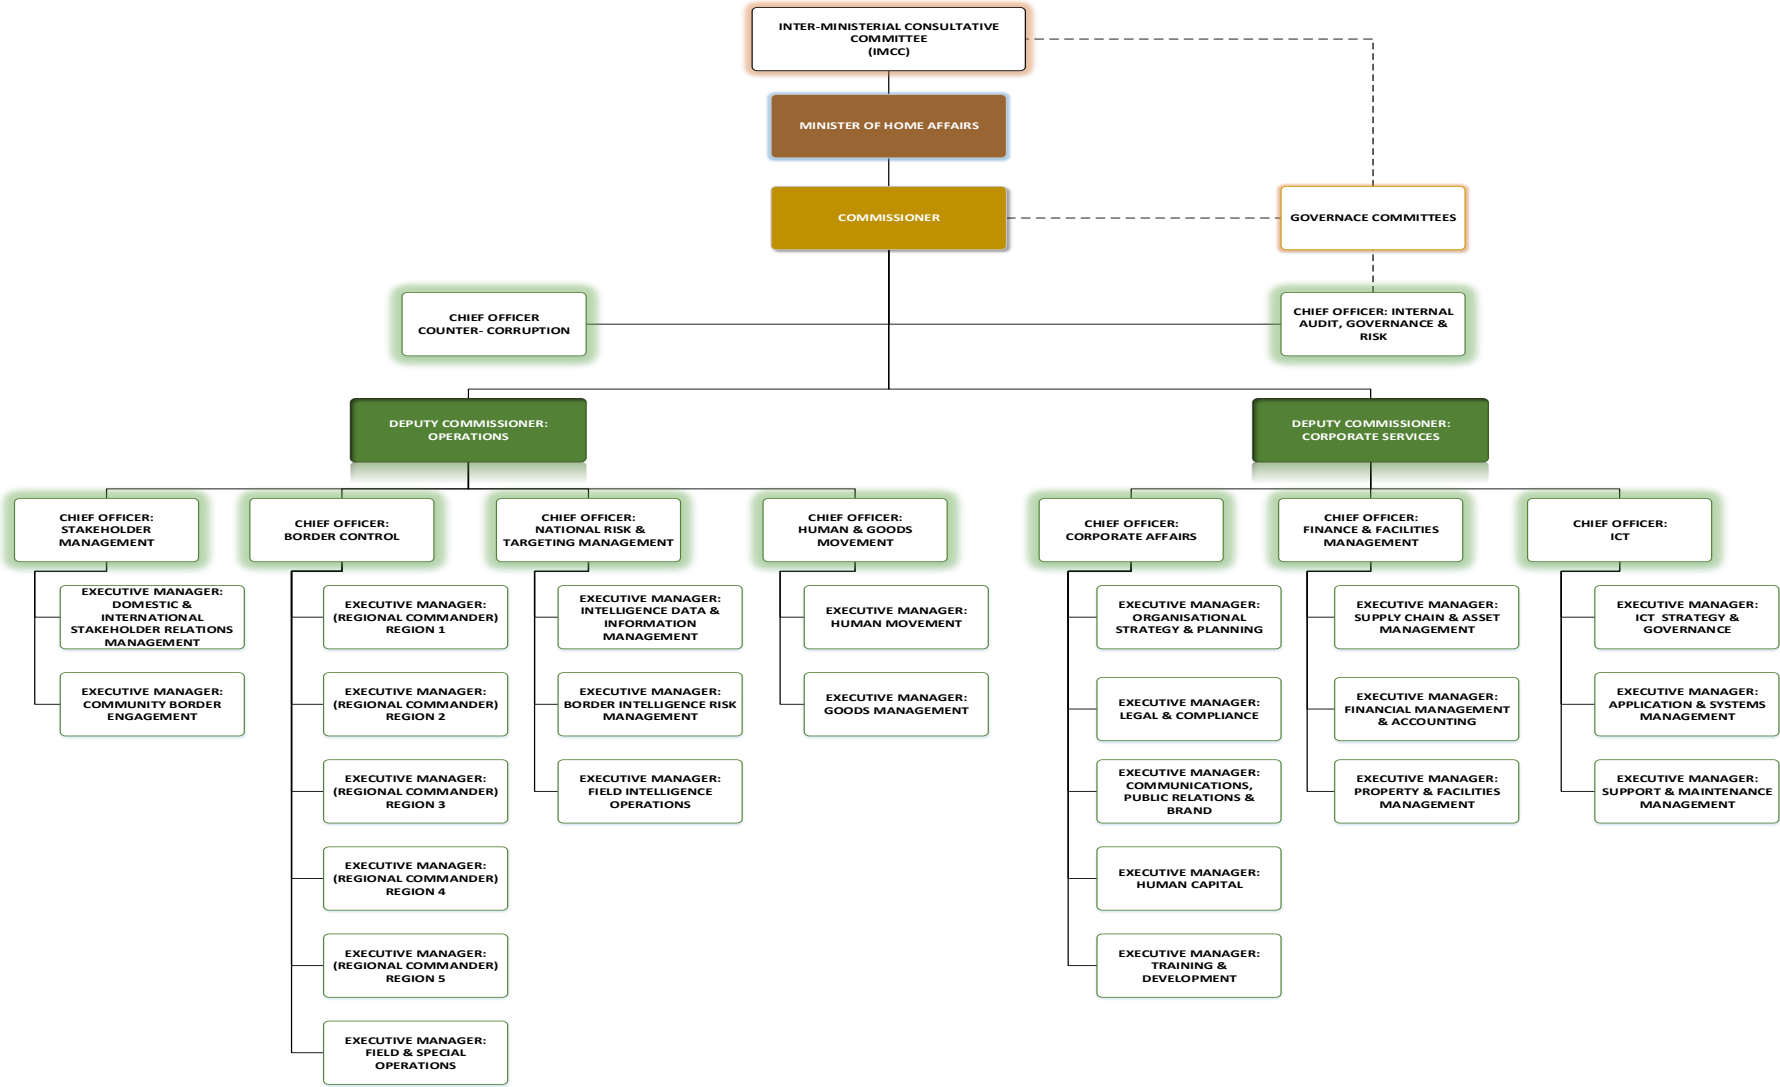 INTER-MINISTERIAL CONSULTATIVE
COMMITTEE
(IMCC)
MINISTER OF HOME AFFAIRS
COMMISSIONER
GOVERNACE COMMITTEES
CHIEF OFFICER
COUNTER- CORRUPTION
CHIEF OFFICER: INTERNAL
AUDIT, GOVERNANCE &
RISK
DEPUTY COMMISSIONER:
OPERATIONS
DEPUTY COMMISSIONER:
CORPORATE SERVICES
CHIEF OFFICER:
STAKEHOLDER
MANAGEMENT
CHIEF OFFICER:
BORDER CONTROL
CHIEF OFFICER:
NATIONAL RISK &
TARGETING MANAGEMENT
CHIEF OFFICER:
HUMAN & GOODS
MOVEMENT
CHIEF OFFICER:
CORPORATE AFFAIRS
CHIEF OFFICER:
FINANCE & FACILITIES
MANAGEMENT
CHIEF OFFICER:
ICT
EXECUTIVE MANAGER:
DOMESTIC &
INTERNATIONAL
STAKEHOLDER RELATIONS
MANAGEMENT
EXECUTIVE MANAGER:
COMMUNITY BORDER
ENGAGEMENT
EXECUTIVE MANAGER:
(REGIONAL COMMANDER)
REGION 1
EXECUTIVE MANAGER:
(REGIONAL COMMANDER)
REGION 2
EXECUTIVE MANAGER:
(REGIONAL COMMANDER)
REGION 3
EXECUTIVE MANAGER:
(REGIONAL COMMANDER)
REGION 4
EXECUTIVE MANAGER:
(REGIONAL COMMANDER)
REGION 5
EXECUTIVE MANAGER:
FIELD & SPECIAL
OPERATIONS
EXECUTIVE MANAGER:
INTELLIGENCE DATA &
INFORMATION
MANAGEMENT
EXECUTIVE MANAGER:
BORDER INTELLIGENCE RISK
MANAGEMENT
EXECUTIVE MANAGER:
FIELD INTELLIGENCE
OPERATIONS
EXECUTIVE MANAGER:
HUMAN MOVEMENT
EXECUTIVE MANAGER:
GOODS MANAGEMENT
EXECUTIVE MANAGER:
ORGANISATIONAL
STRATEGY & PLANNING
EXECUTIVE MANAGER:
LEGAL & COMPLIANCE
EXECUTIVE MANAGER:
COMMUNICATIONS,
PUBLIC RELATIONS &
BRAND
EXECUTIVE MANAGER:
HUMAN CAPITAL
EXECUTIVE MANAGER:
TRAINING &
DEVELOPMENT
EXECUTIVE MANAGER:
SUPPLY CHAIN & ASSET
MANAGEMENT
EXECUTIVE MANAGER:
FINANCIAL MANAGEMENT
& ACCOUNTING
EXECUTIVE MANAGER:
PROPERTY & FACILITIES
MANAGEMENT
EXECUTIVE MANAGER:
ICT STRATEGY &
GOVERNANCE
EXECUTIVE MANAGER:
APPLICATION & SYSTEMS
MANAGEMENT
EXECUTIVE MANAGER:
SUPPORT & MAINTENANCE
MANAGEMENT